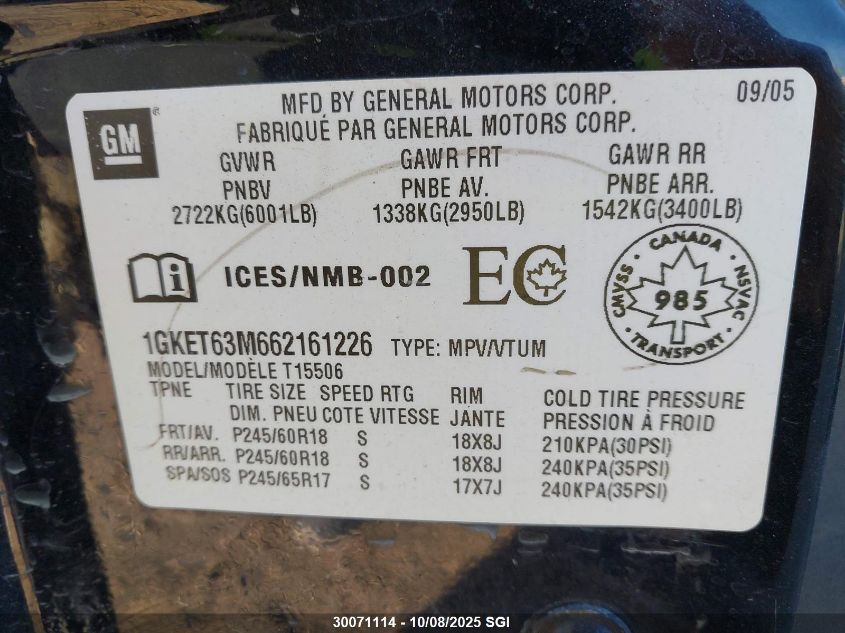 GM
®
MFD BY GENERAL MOTORS CORP. 09/05
FABRIQUÉ PAR GENERAL MOTORS CORP.
GVWR GAWR FRT GAWR RR
PNBV PNBE AV. PNBE ARR.
2722KG(6001LB) 1338KG(2950LB) 1542KG(3400LB)
i ICES/NMB-002 EC
CANADA
CMVSS 985 NSVAC
TRANSPORT
1GKET63M662161226 TYPE: MPV/VTUM
MODEL/MODÈLE T15506
TPNE TIRE SIZE SPEED RTG RIM COLD TIRE PRESSURE
DIM. PNEU COTE VITESSE JANTE PRESSION À FROID
FRT/AV. P245/60R18 S 18X8J 210KPA(30PSI)
RR/ARR. P245/60R18 S 18X8J 240KPA(35PSI)
SPA/SOS P245/65R17 S 17X7J 240KPA(35PSI)
30071114 - 10/08/2025 SGI